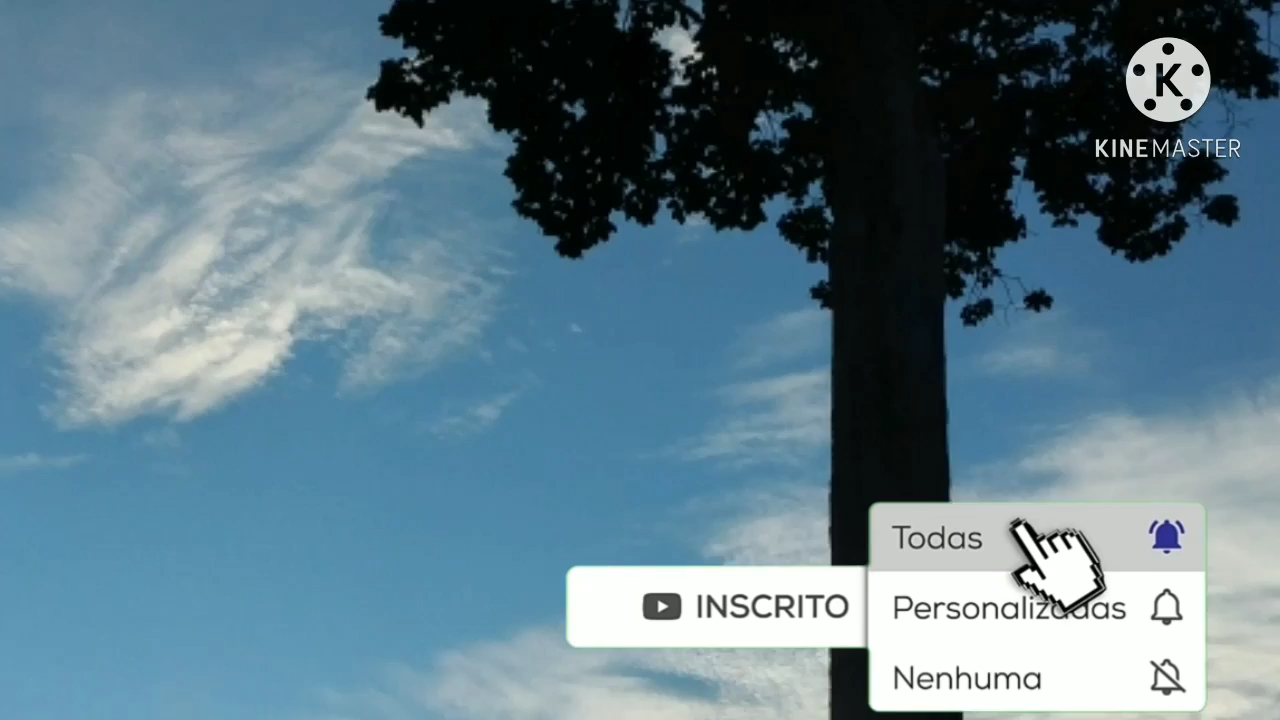 K
KINEMASTER
Todas
INSCRITO
Personalizadas
Nenhuma